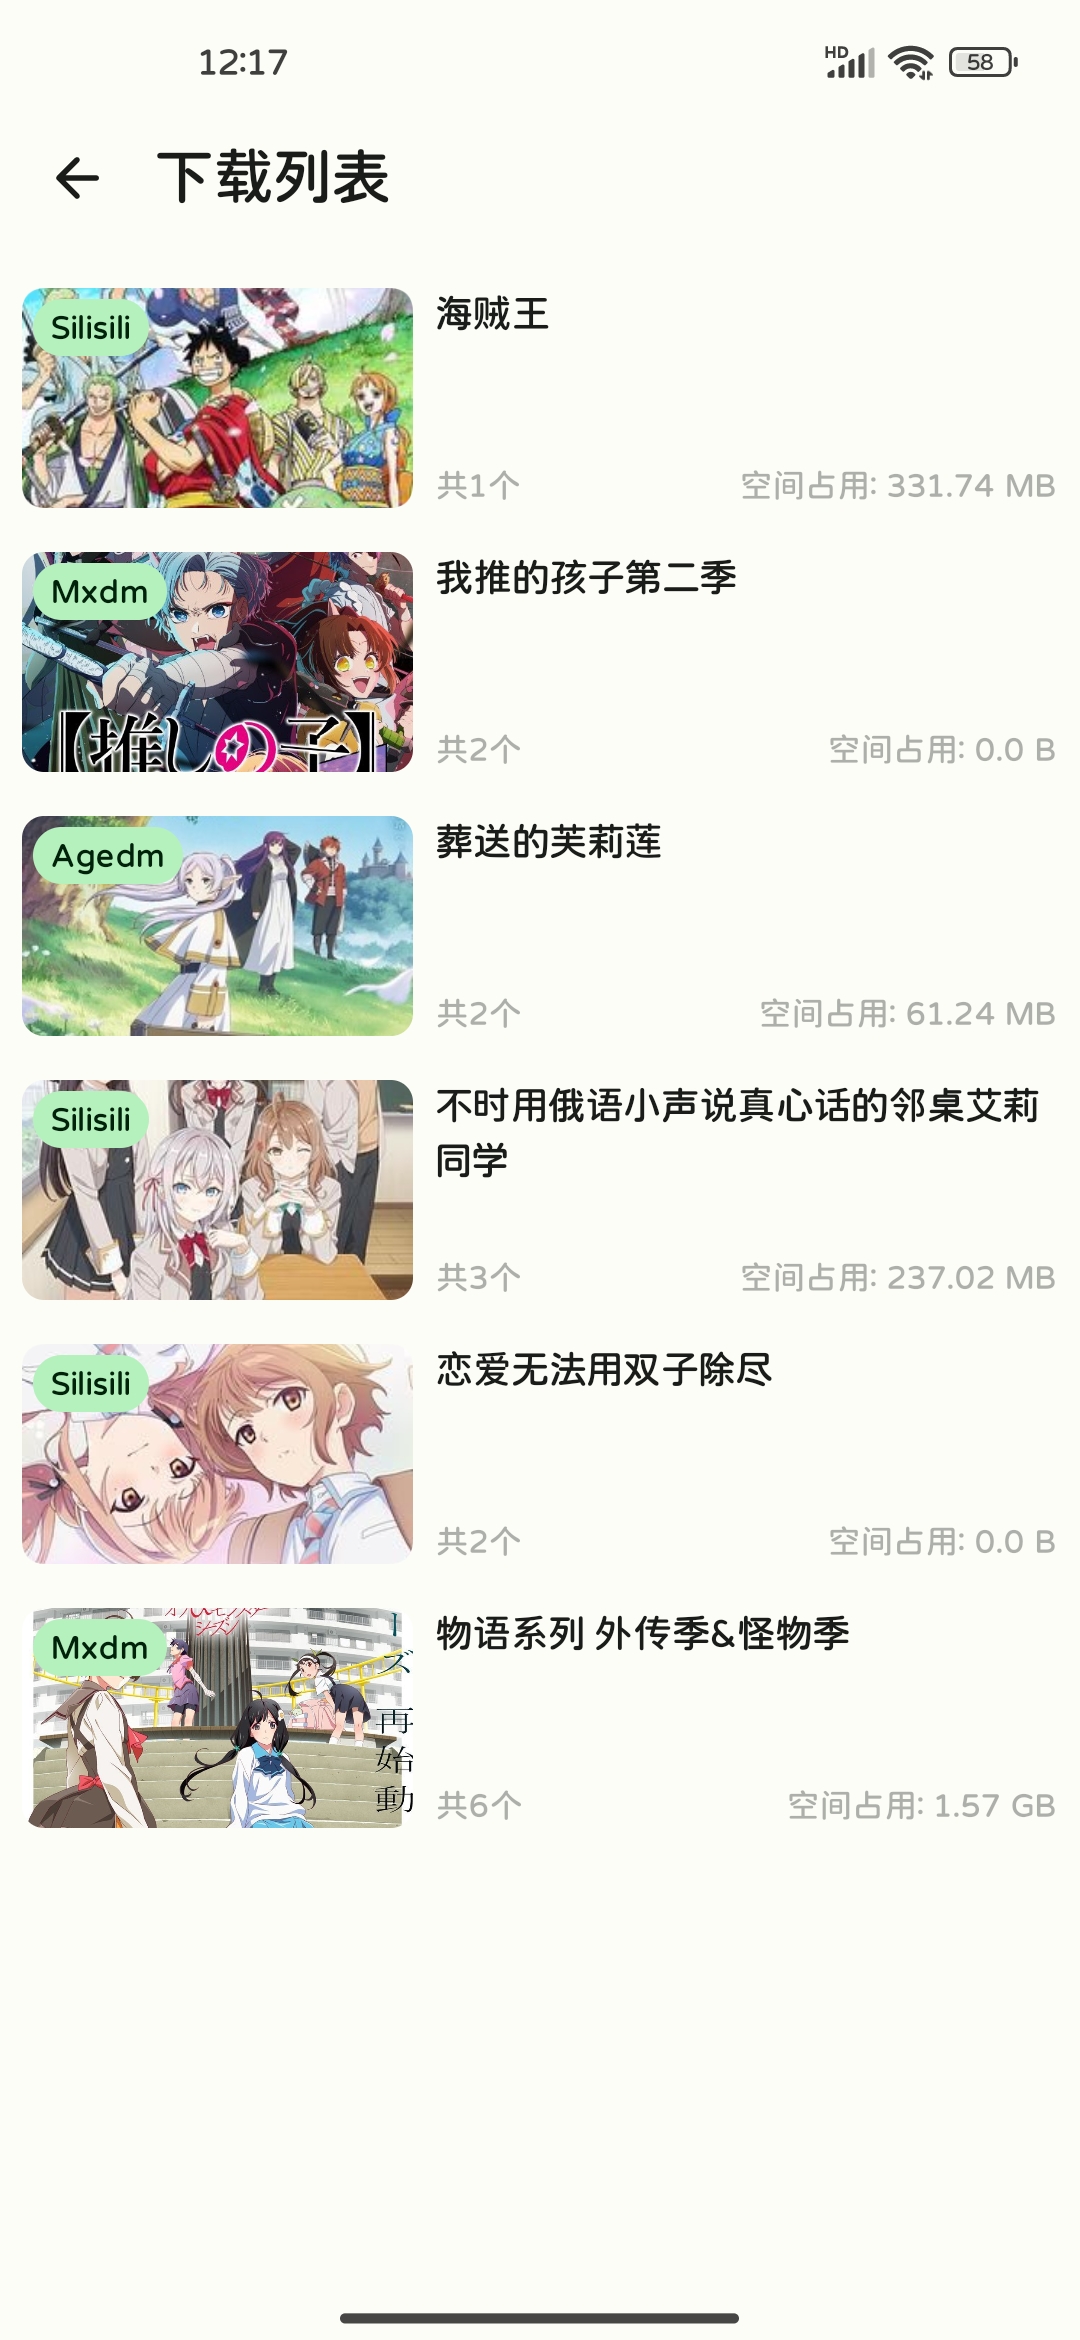 12:17
HD
58
下载列表
Silisili
海贼王
共1个
空间占用: 331.74 MB
Mxdm
【推しの子】
我推的孩子第二季
共2个
空间占用: 0.0 B
Agedm
葬送的芙莉莲
共2个
空间占用: 61.24 MB
Silisili
不时用俄语小声说真心话的邻桌艾莉
同学
共3个
空间占用: 237.02 MB
Silisili
恋爱无法用双子除尽
共2个
空间占用: 0.0 B
Mxdm
シーズン
ーズ
再始動
物语系列 外传季&怪物季
共6个
空间占用: 1.57 GB